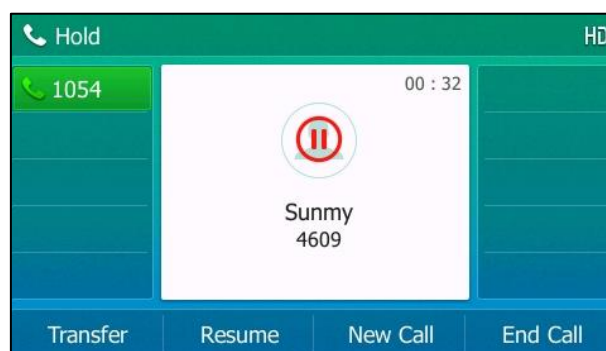 Hold
HD
1054
00 : 32
Sunmy
4609
Transfer
Resume
New Call
End Call